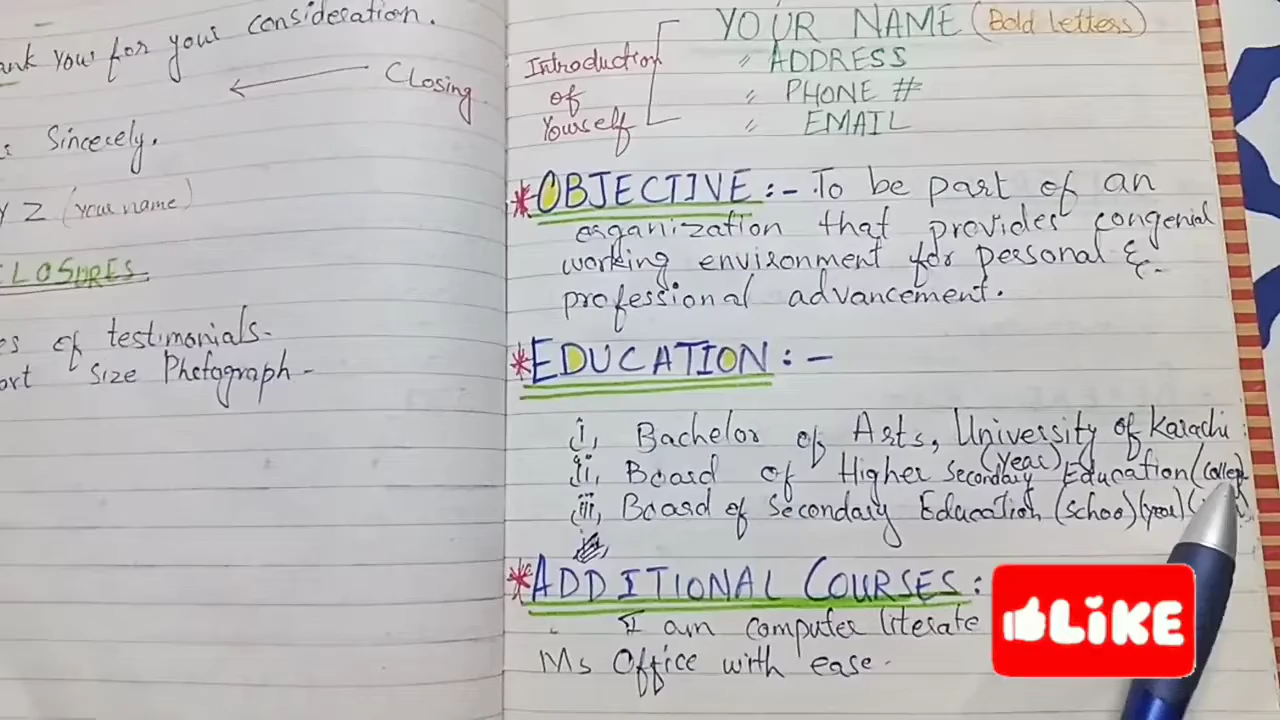 ank you for your consideration.
Closing
Sincerely.
Y Z (your name)
CLOSURES
es of testimonials.
ort size Photograph -
YOUR NAME (Bold letters)
Introduction
of
Yourself
" ADDRESS
" PHONE #
" EMAIL
* OBJECTIVE :- To be part of an
organization that provides congenial
working environment for personal &
professional advancement.
* EDUCATION :-
i, Bachelor of Arts, University of Karachi
(year)
ii, Board of Higher Secondary Education (College
iii, Board of Secondary Education (school) (year) (
* ADDITIONAL COURSES :
I am computer literate
Ms Office with ease.
LiKE